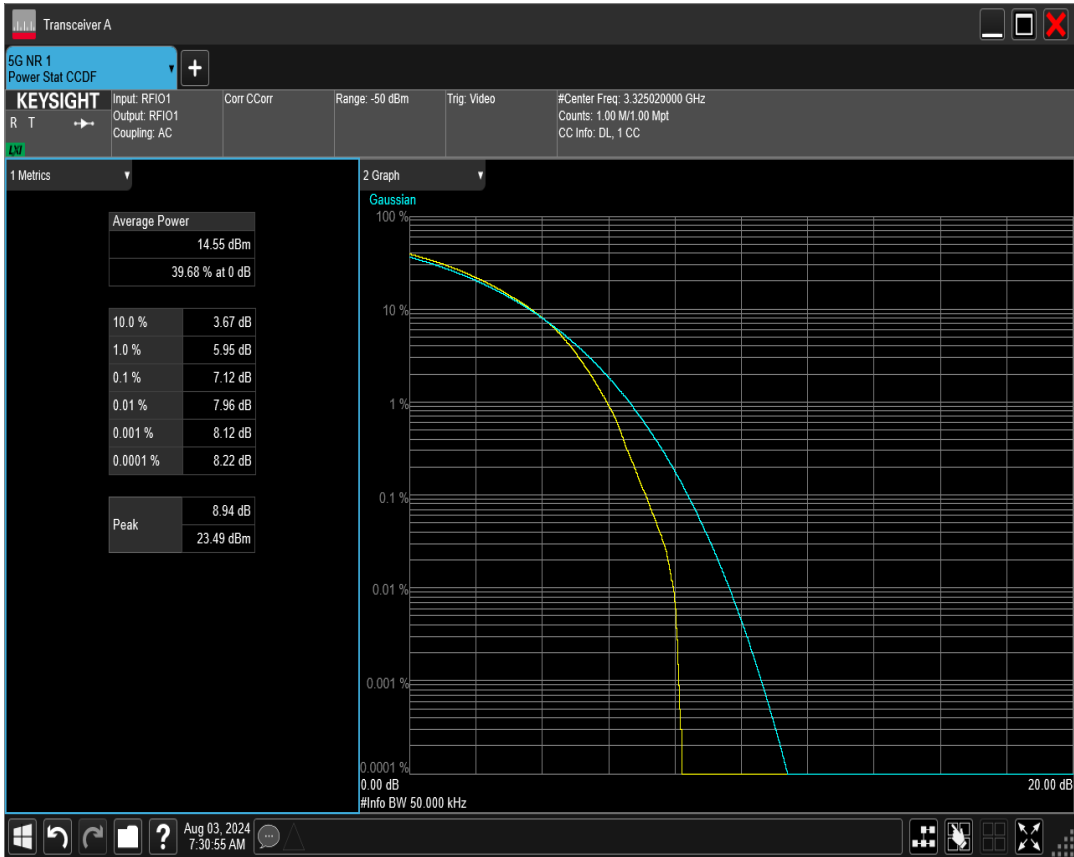 Transceiver A
5G NR 1
Power Stat CCDF
KEYSIGHT
R T
LXI
Input: RFIO1
Output: RFIO1
Coupling: AC
Corr CCorr
Range: -50 dBm
Trig: Video
#Center Freq: 3.325020000 GHz
Counts: 1.00 M/1.00 Mpt
CC Info: DL, 1 CC
1 Metrics
Average Power
14.55 dBm
39.68 % at 0 dB
10.0 % 3.67 dB
1.0 % 5.95 dB
0.1 % 7.12 dB
0.01 % 7.96 dB
0.001 % 8.12 dB
0.0001 % 8.22 dB
Peak
8.94 dB
23.49 dBm
2 Graph
Gaussian
100 %
10 %
1 %
0.1 %
0.01 %
0.001 %
0.0001 %
0.00 dB 20.00 dB
#Info BW 50.000 kHz
?
Aug 03, 2024
7:30:55 AM